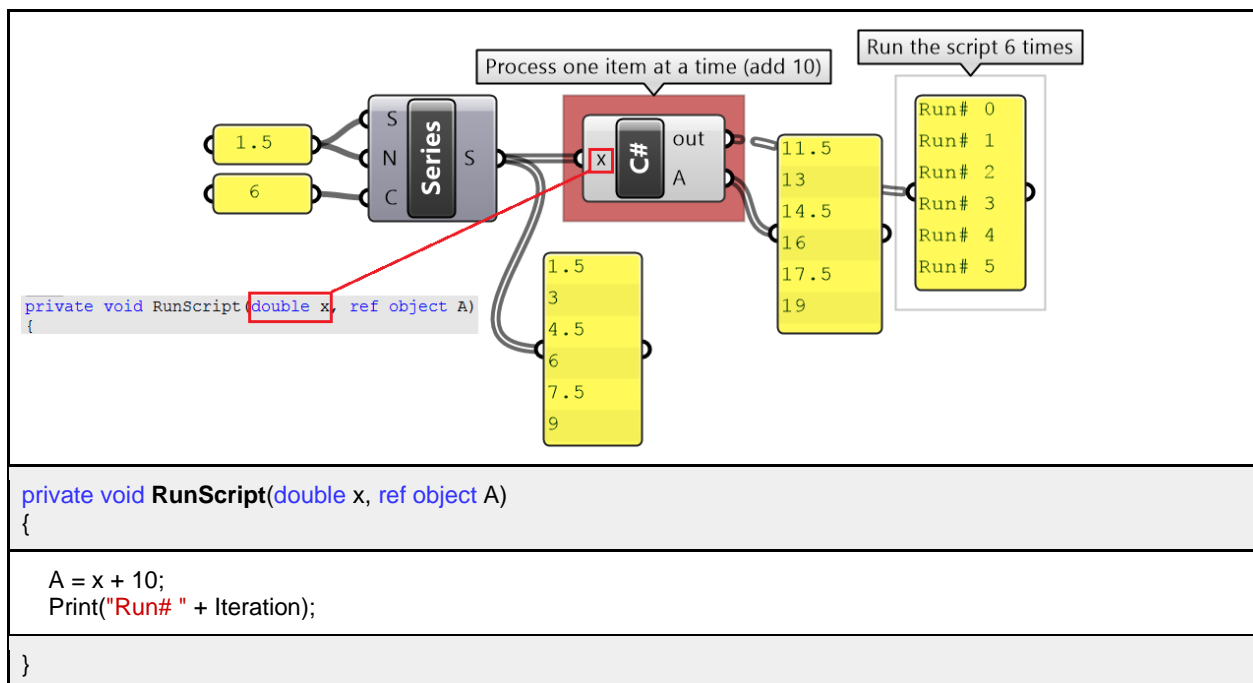 Run the script 6 times
Process one item at a time (add 10)
1.5
6
S
N
C
Series
S
x
C#
out
A
11.5
13
14.5
16
17.5
19
Run# 0
Run# 1
Run# 2
Run# 3
Run# 4
Run# 5
1.5
3
4.5
6
7.5
9
private void RunScript(double x, ref object A)
{
private void RunScript(double x, ref object A)
{
A = x + 10;
Print("Run# " + Iteration);
}